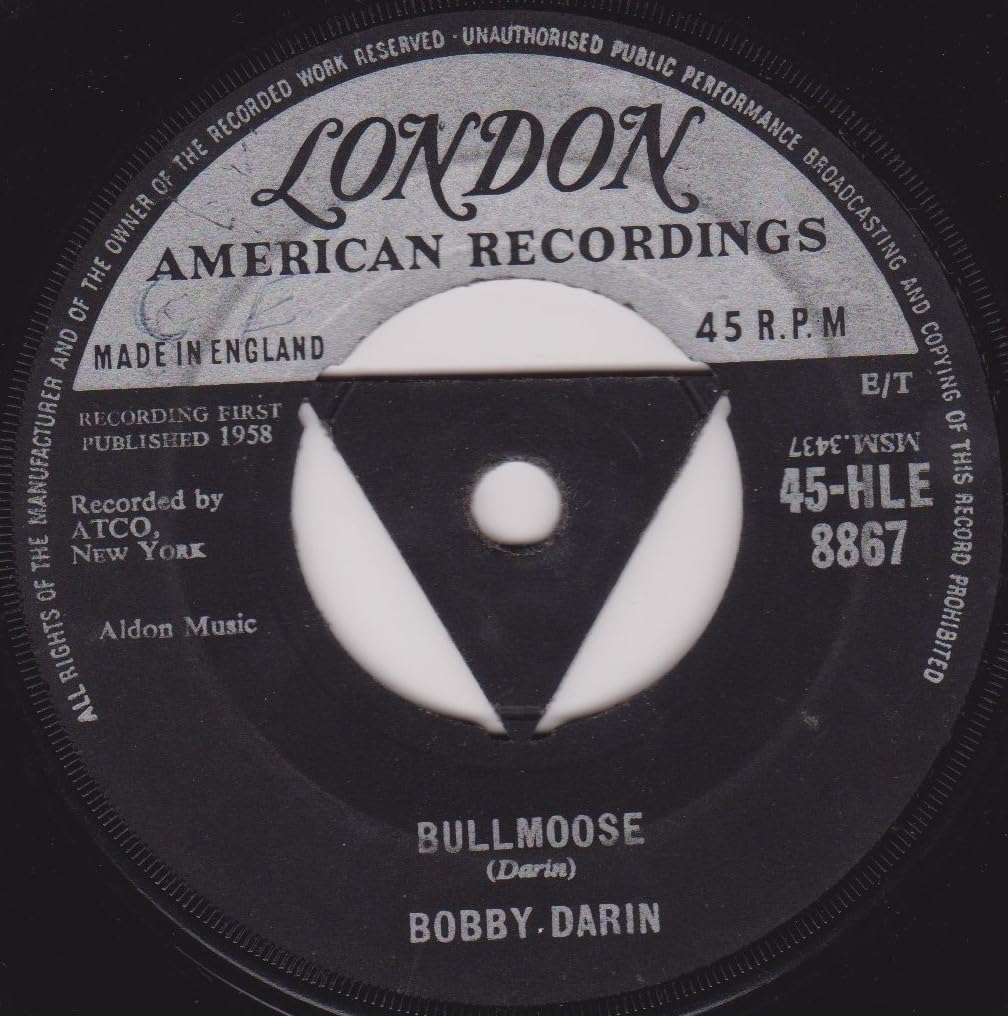 ALL RIGHTS OF THE MANUFACTURER AND OF THE OWNER OF THE RECORDED WORK RESERVED · UNAUTHORISED PUBLIC PERFORMANCE BROADCASTING AND COPYING OF THIS RECORD PROHIBITED
LONDON
AMERICAN RECORDINGS
C E
MADE IN ENGLAND
45 R.P.M
E/T
RECORDING FIRST
PUBLISHED 1958
MSM.3437
45-HLE
8867
Recorded by
ATCO,
NEW YORK
Aldon Music
BULLMOOSE
(Darin)
BOBBY. DARIN